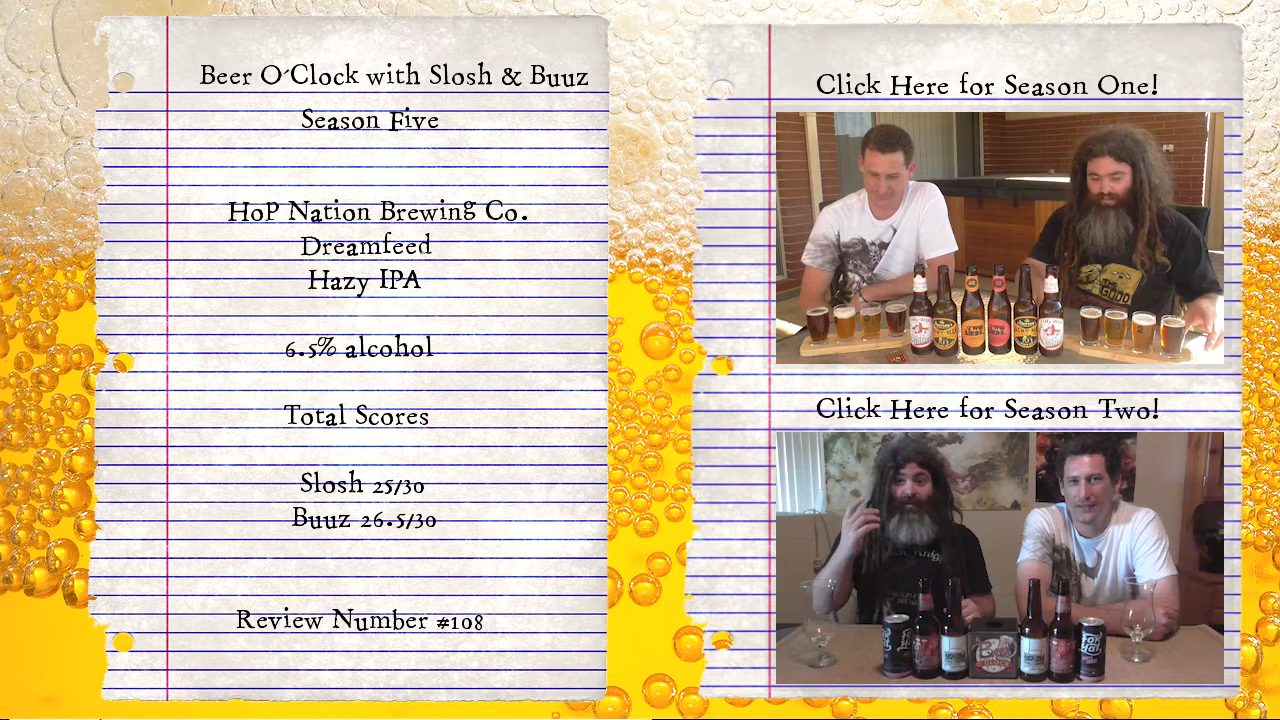 Beer O'Clock with Slosh & Buuz
Season Five
HoP Nation Brewing Co.
Dreamfeed
Hazy IPA
6.5% alcohol
Total Scores
Slosh 25/30
Buuz 26.5/30
Review Number #108
Click Here for Season One!
Click Here for Season Two!